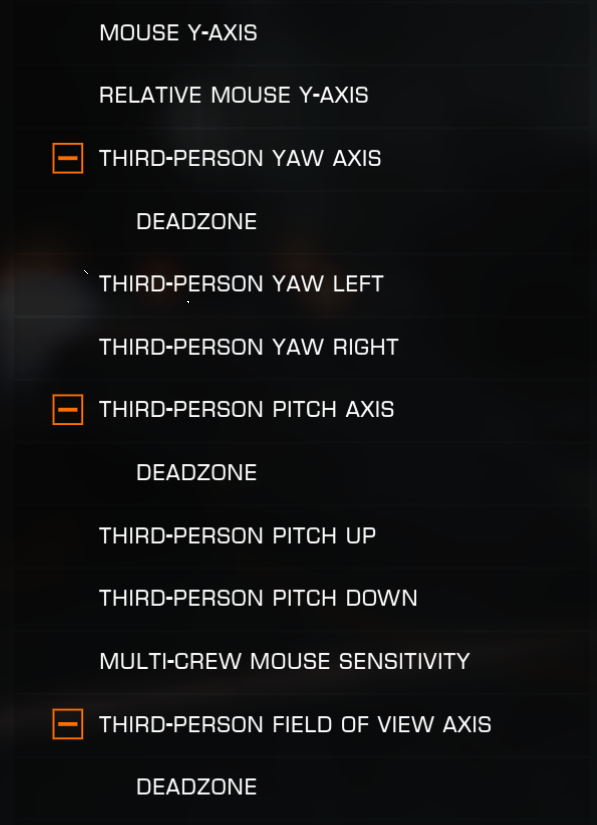 MOUSE Y-AXIS
RELATIVE MOUSE Y-AXIS
THIRD-PERSON YAW AXIS
DEADZONE
THIRD-PERSON YAW LEFT
THIRD-PERSON YAW RIGHT
THIRD-PERSON PITCH AXIS
DEADZONE
THIRD-PERSON PITCH UP
THIRD-PERSON PITCH DOWN
MULTI-CREW MOUSE SENSITIVITY
THIRD-PERSON FIELD OF VIEW AXIS
DEADZONE